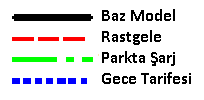 Baz Model
Rastgele
Parkta Şarj
Gece Tarifesi